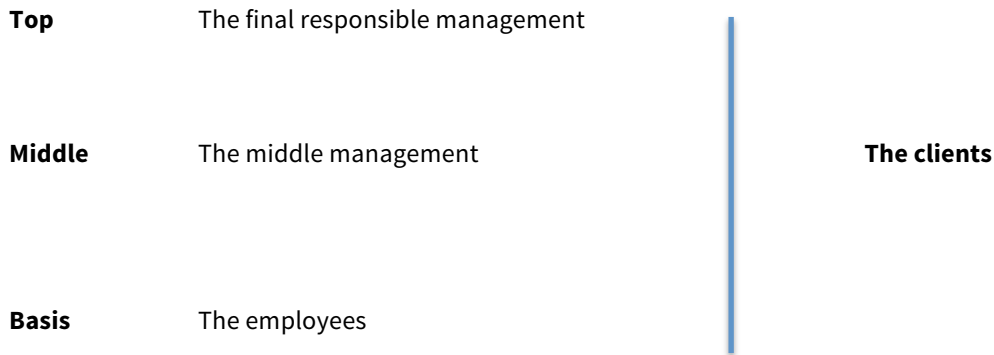 Top The final responsible management
Middle The middle management The clients
Basis The employees